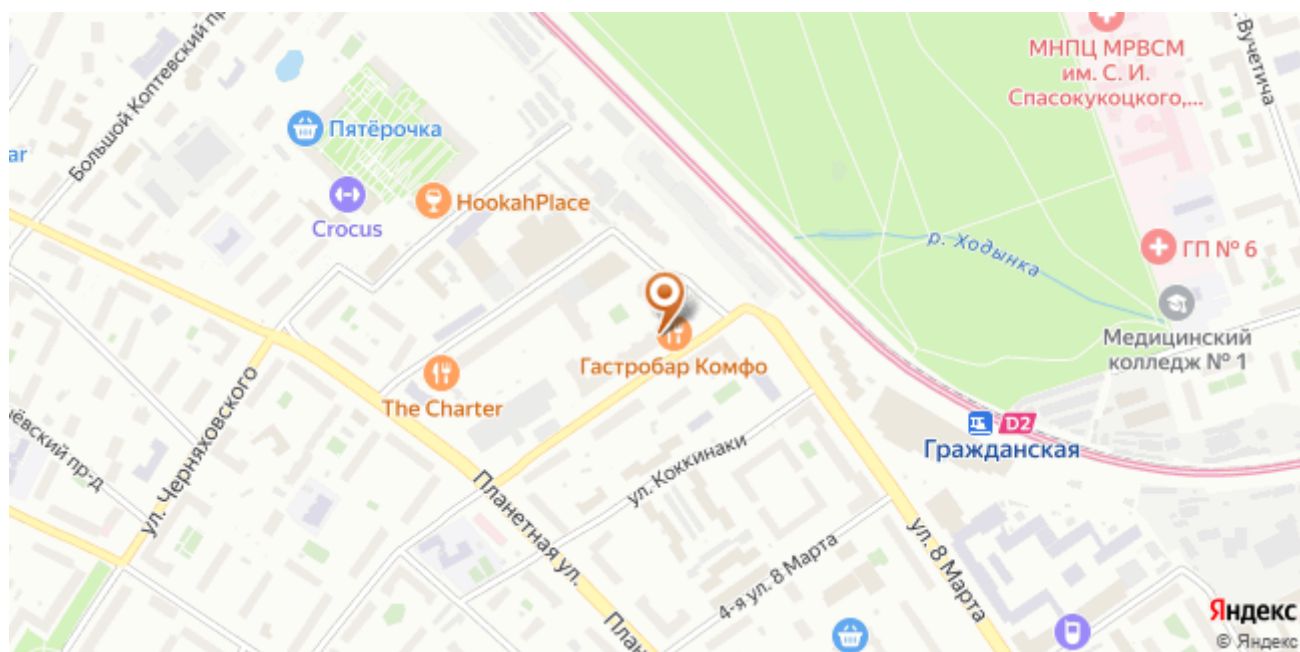 Большой Коптевский пр
Вучетича
МНПЦ МРВСМ
им. С. И.
Спасокукоцкого,...
Пятёрочка
ar
HookahPlace
Crocus
р. Ходынка
ГП № 6
Медицинский
колледж № 1
Гастробар Комфо
The Charter
ул. Черняховского
D2
Гражданская
ёвский пр-д
ул. Коккинаки
Планетная ул.
ул. 8 Марта
4-я ул. 8 Марта
План
Яндекс
© Яндекс